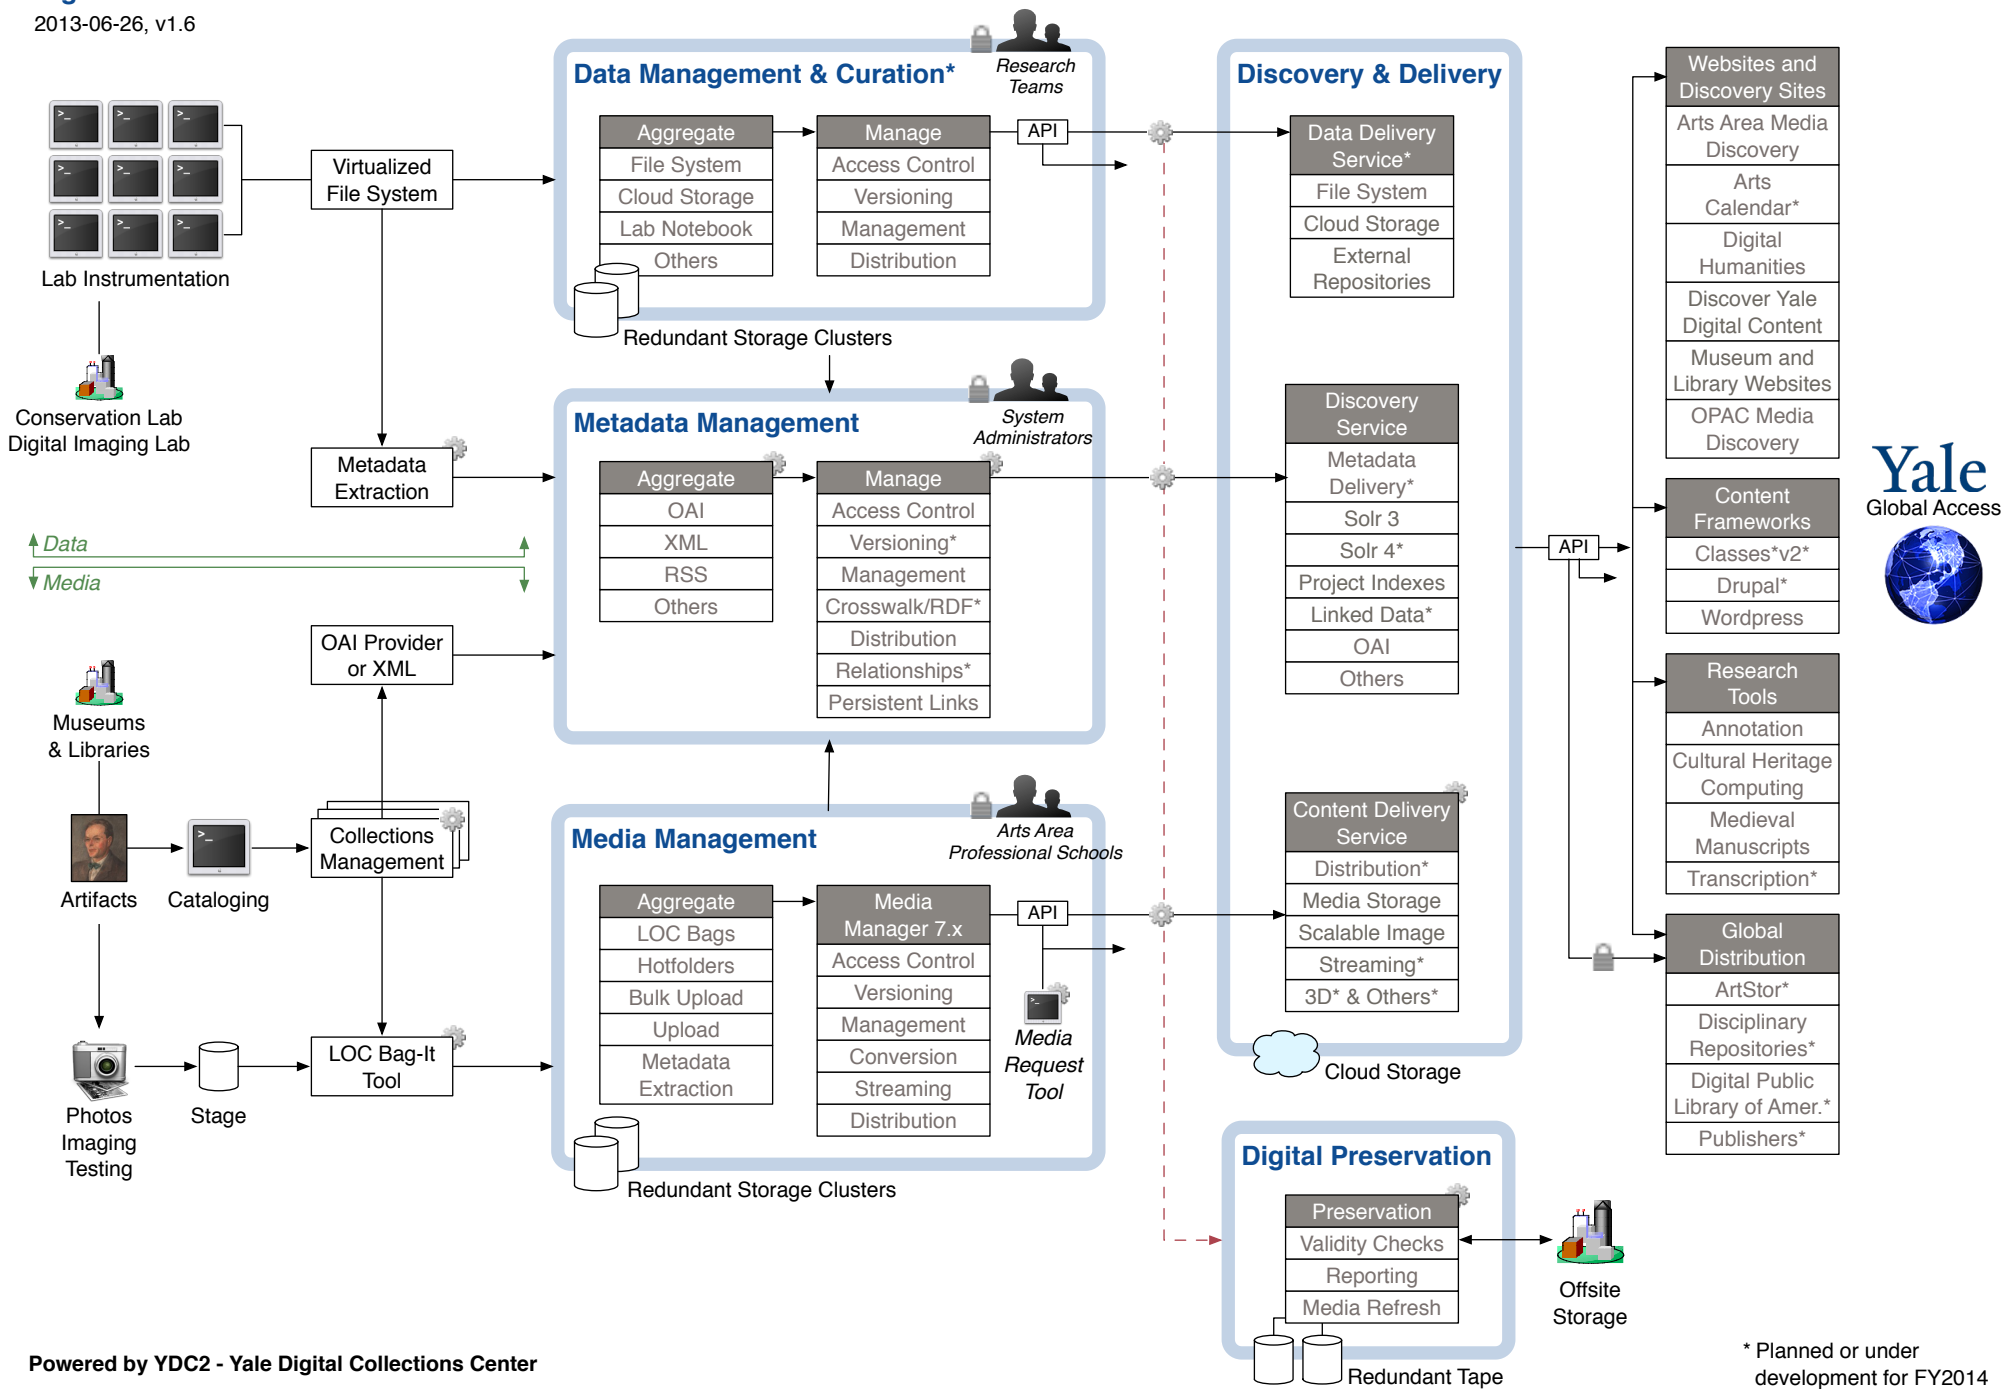 2013-06-26, v1.6
Lab Instrumentation
Conservation Lab
Digital Imaging Lab
Virtualized
File System
Metadata
Extraction
Data
Media
OAI Provider
or XML
Museums
& Libraries
Artifacts
Cataloging
Collections
Management
Photos
Imaging
Testing
Stage
LOC Bag-It
Tool
Data Management & Curation*
Research
Teams
Aggregate
File System
Cloud Storage
Lab Notebook
Others
Manage
Access Control
Versioning
Management
Distribution
API
Redundant Storage Clusters
Metadata Management
System
Administrators
Aggregate
OAI
XML
RSS
Others
Manage
Access Control
Versioning*
Management
Crosswalk/RDF*
Distribution
Relationships*
Persistent Links
Media Management
Arts Area
Professional Schools
Aggregate
LOC Bags
Hotfolders
Bulk Upload
Upload
Metadata
Extraction
Media
Manager 7.x
Access Control
Versioning
Management
Conversion
Streaming
Distribution
API
Media
Request
Tool
Redundant Storage Clusters
Discovery & Delivery
Data Delivery
Service*
File System
Cloud Storage
External
Repositories
Discovery
Service
Metadata
Delivery*
Solr 3
Solr 4*
Project Indexes
Linked Data*
OAI
Others
Content Delivery
Service
Distribution*
Media Storage
Scalable Image
Streaming*
3D* & Others*
Cloud Storage
Digital Preservation
Preservation
Validity Checks
Reporting
Media Refresh
Redundant Tape
Offsite
Storage
API
Websites and
Discovery Sites
Arts Area Media
Discovery
Arts
Calendar*
Digital
Humanities
Discover Yale
Digital Content
Museum and
Library Websites
OPAC Media
Discovery
Content
Frameworks
Classes*v2*
Drupal*
Wordpress
Research
Tools
Annotation
Cultural Heritage
Computing
Medieval
Manuscripts
Transcription*
Global
Distribution
ArtStor*
Disciplinary
Repositories*
Digital Public
Library of Amer.*
Publishers*
Yale
Global Access
Powered by YDC2 - Yale Digital Collections Center
* Planned or under
development for FY2014